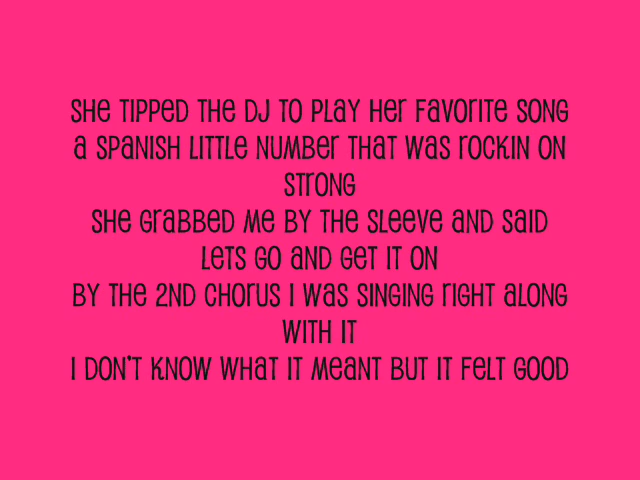 She tipped the DJ to play her favorite song
a Spanish little number that was rockin on
strong
She grabbed me by the sleeve and said
lets go and get it on
By the 2nd chorus I was singing right along
with it
I don't know what it meant but it felt good